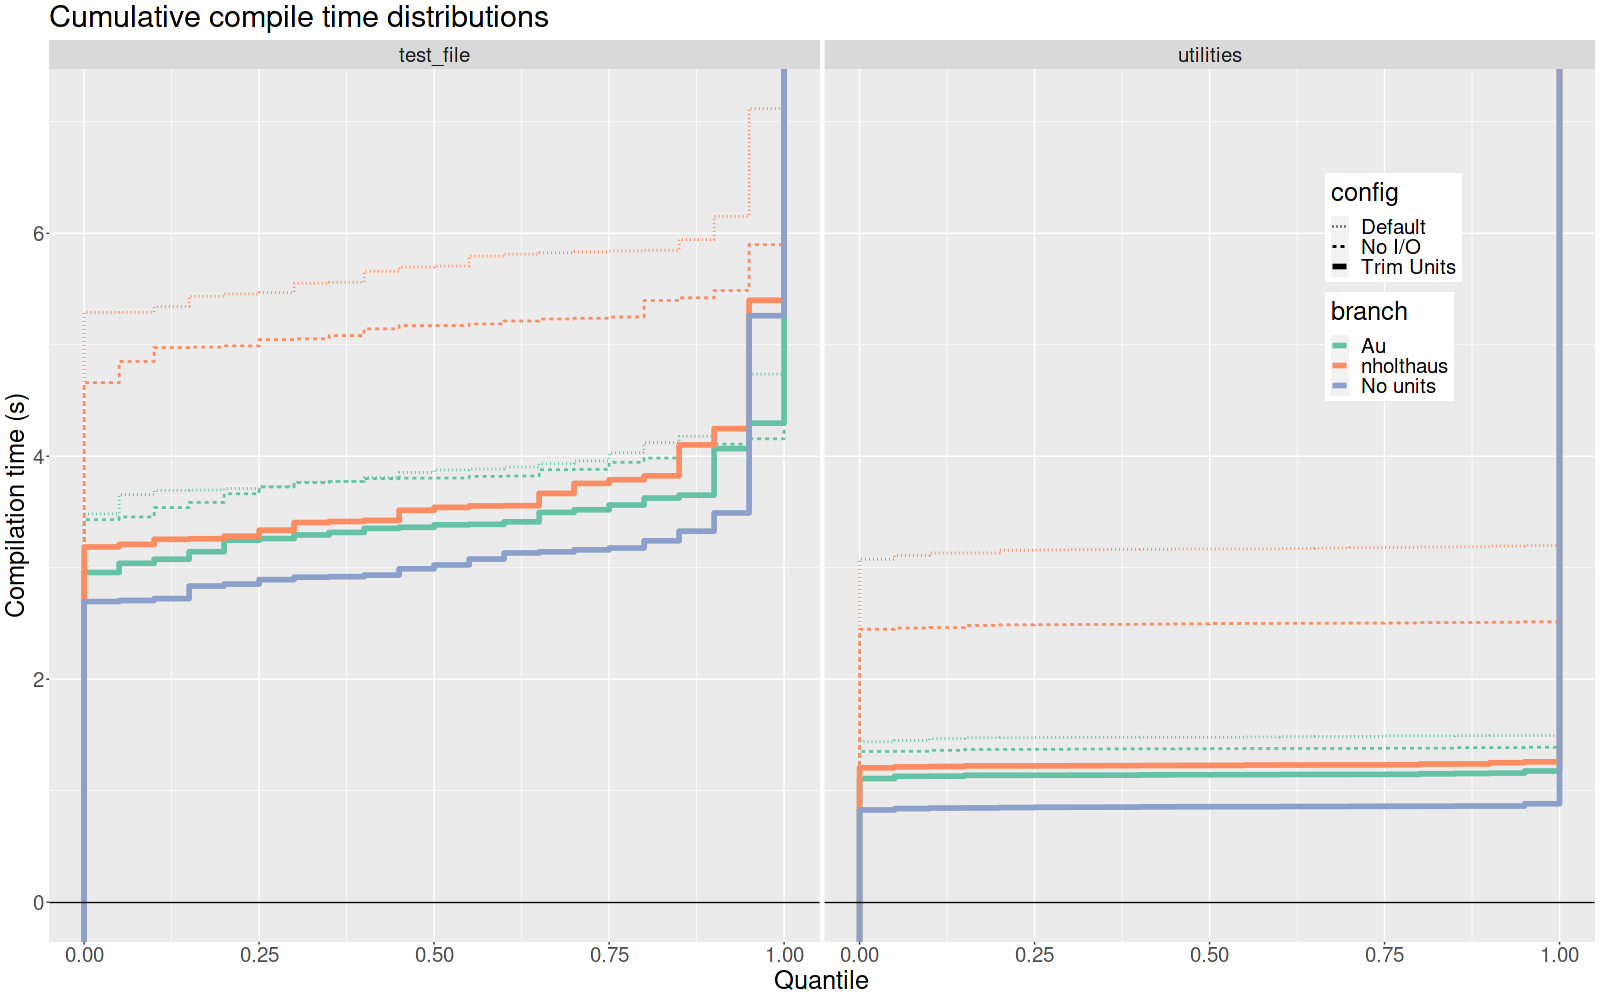 Cumulative compile time distributions
test_file
utilities
Compilation time (s)
6
4
2
0
config
Default
No I/O
Trim Units
branch
Au
nholthaus
No units
0.00 0.25 0.50 0.75 1.00
0.00 0.25 0.50 0.75 1.00
Quantile